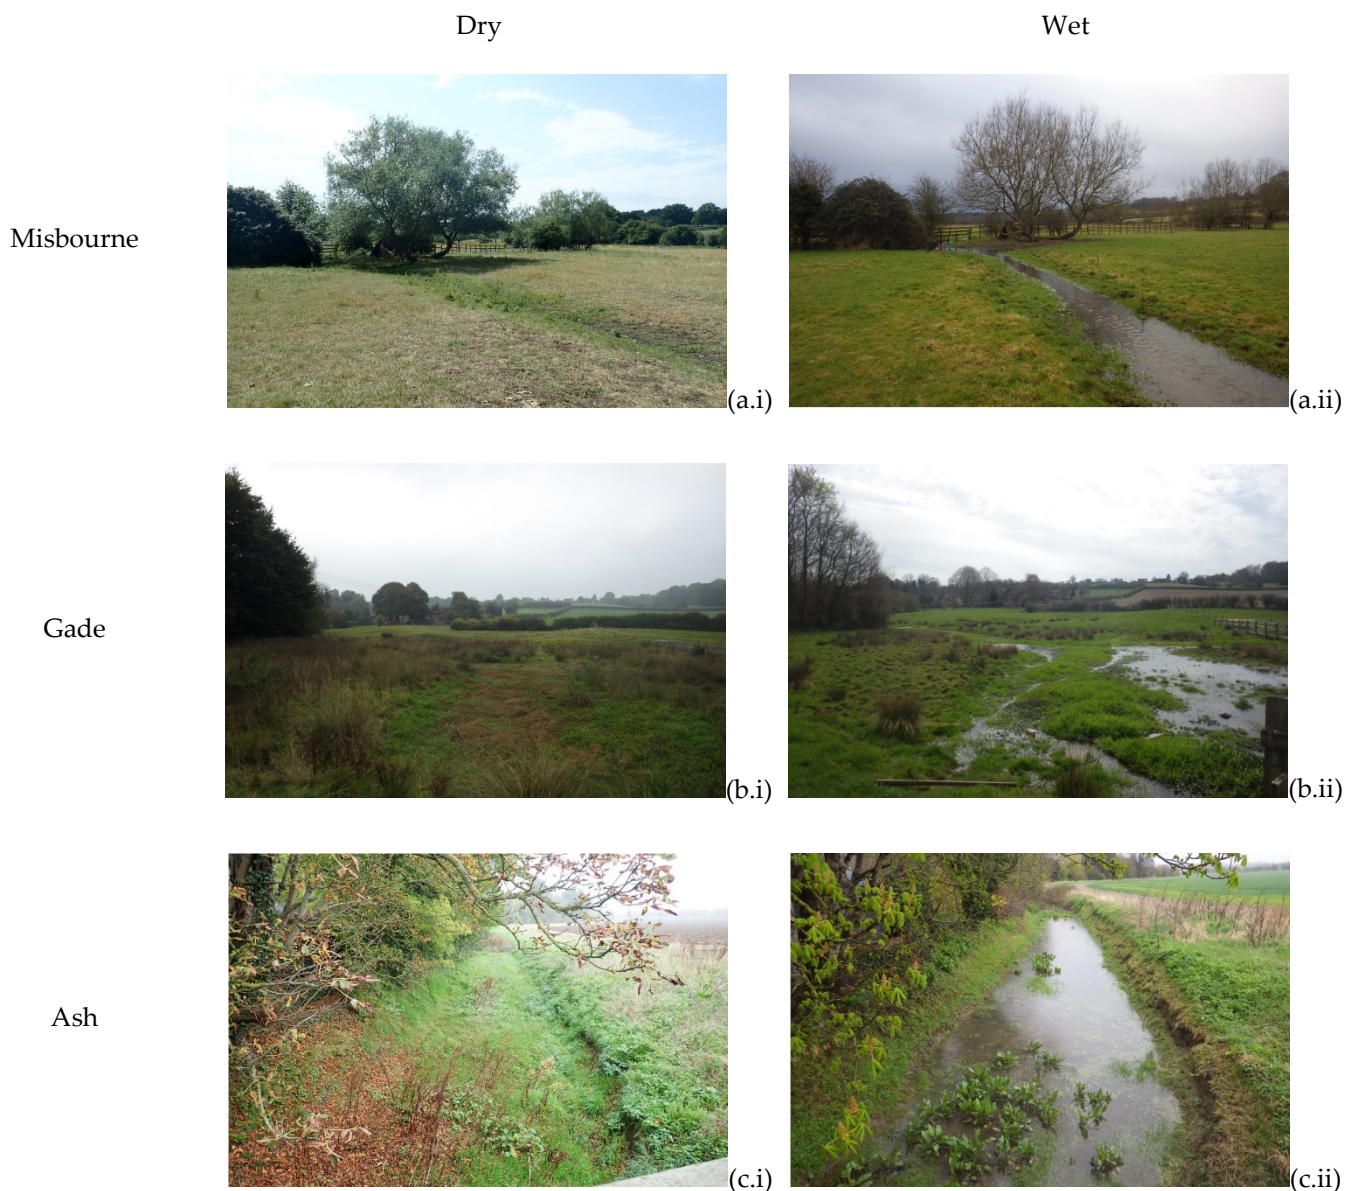 Dry Wet
Misbourne
(a.i) (a.ii)
Gade
(b.i) (b.ii)
Ash
(c.i) (c.ii)